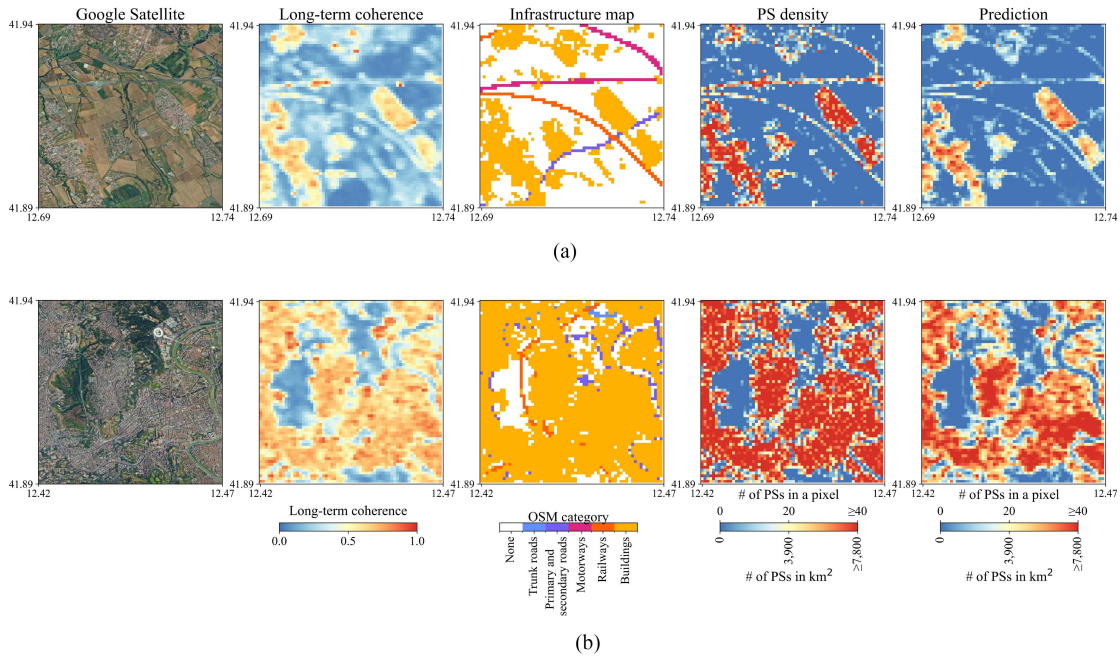 Google Satellite Long-term coherence Infrastructure map PS density Prediction
41.94 41.94 41.94 41.94 41.94
41.89 41.89 41.89 41.89 41.89
12.69 12.74 12.69 12.74 12.69 12.74 12.69 12.74 12.69 12.74
(a)
41.94 41.94 41.94 41.94 41.94
41.89 41.89 41.89 41.89 41.89
12.42 12.47 12.42 12.47 12.42 12.47 12.42 12.47 12.42 12.47
Long-term coherence
0.0 0.5 1.0
OSM category
None
Trunk roads
Primary and
secondary roads
Motorways
Railways
Buildings
# of PSs in a pixel
0 20 ≥40
0 3,900 ≥7,800
# of PSs in km²
# of PSs in a pixel
0 20 ≥40
0 3,900 ≥7,800
# of PSs in km²
(b)